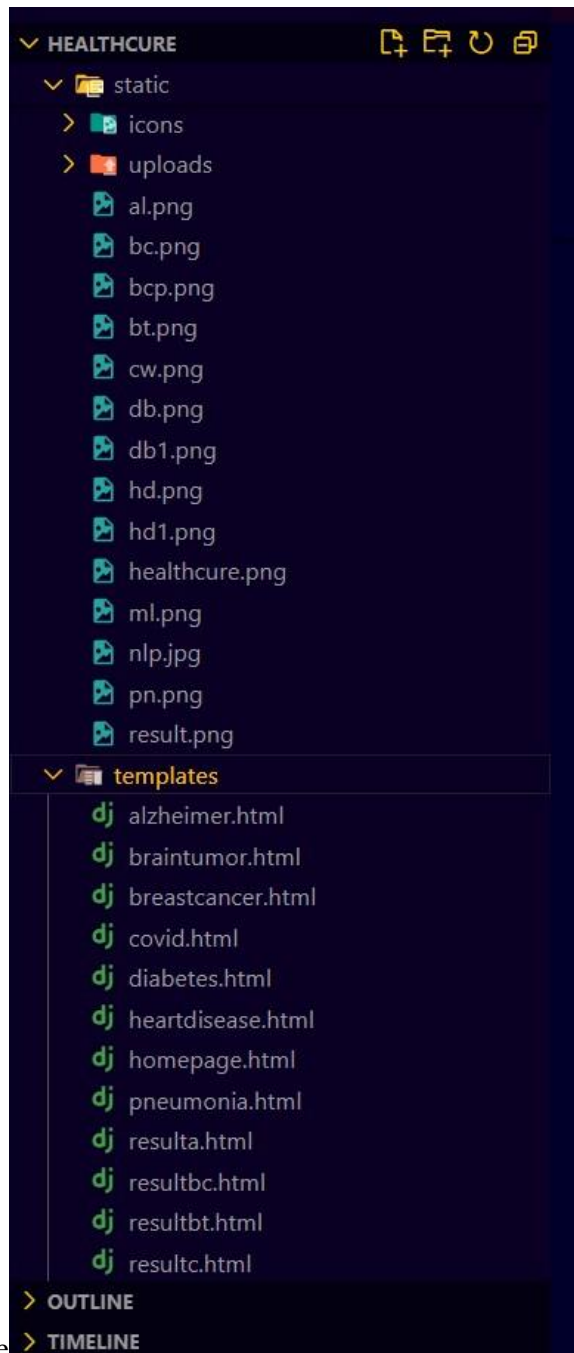 HEALTHCURE
static
icons
uploads
al.png
bc.png
bcp.png
bt.png
cw.png
db.png
db1.png
hd.png
hd1.png
healthcure.png
ml.png
nlp.jpg
pn.png
result.png
templates
dj alzheimer.html
dj braintumor.html
dj breastcancer.html
dj covid.html
dj diabetes.html
dj heartdisease.html
dj homepage.html
dj pneumonia.html
dj resulta.html
dj resultbc.html
dj resultbt.html
dj resultc.html
OUTLINE
TIMELINE